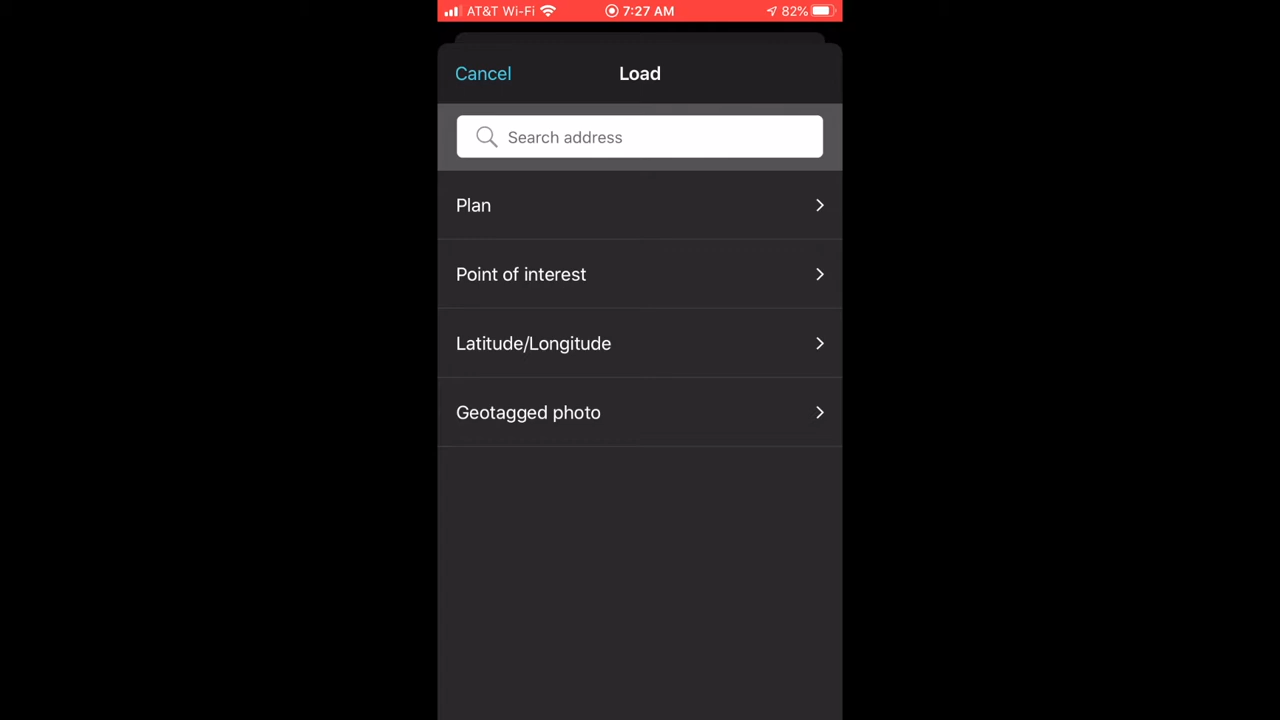 AT&T Wi-Fi 7:27 AM 82%
Cancel Load
Search address
Plan
Point of interest
Latitude/Longitude
Geotagged photo